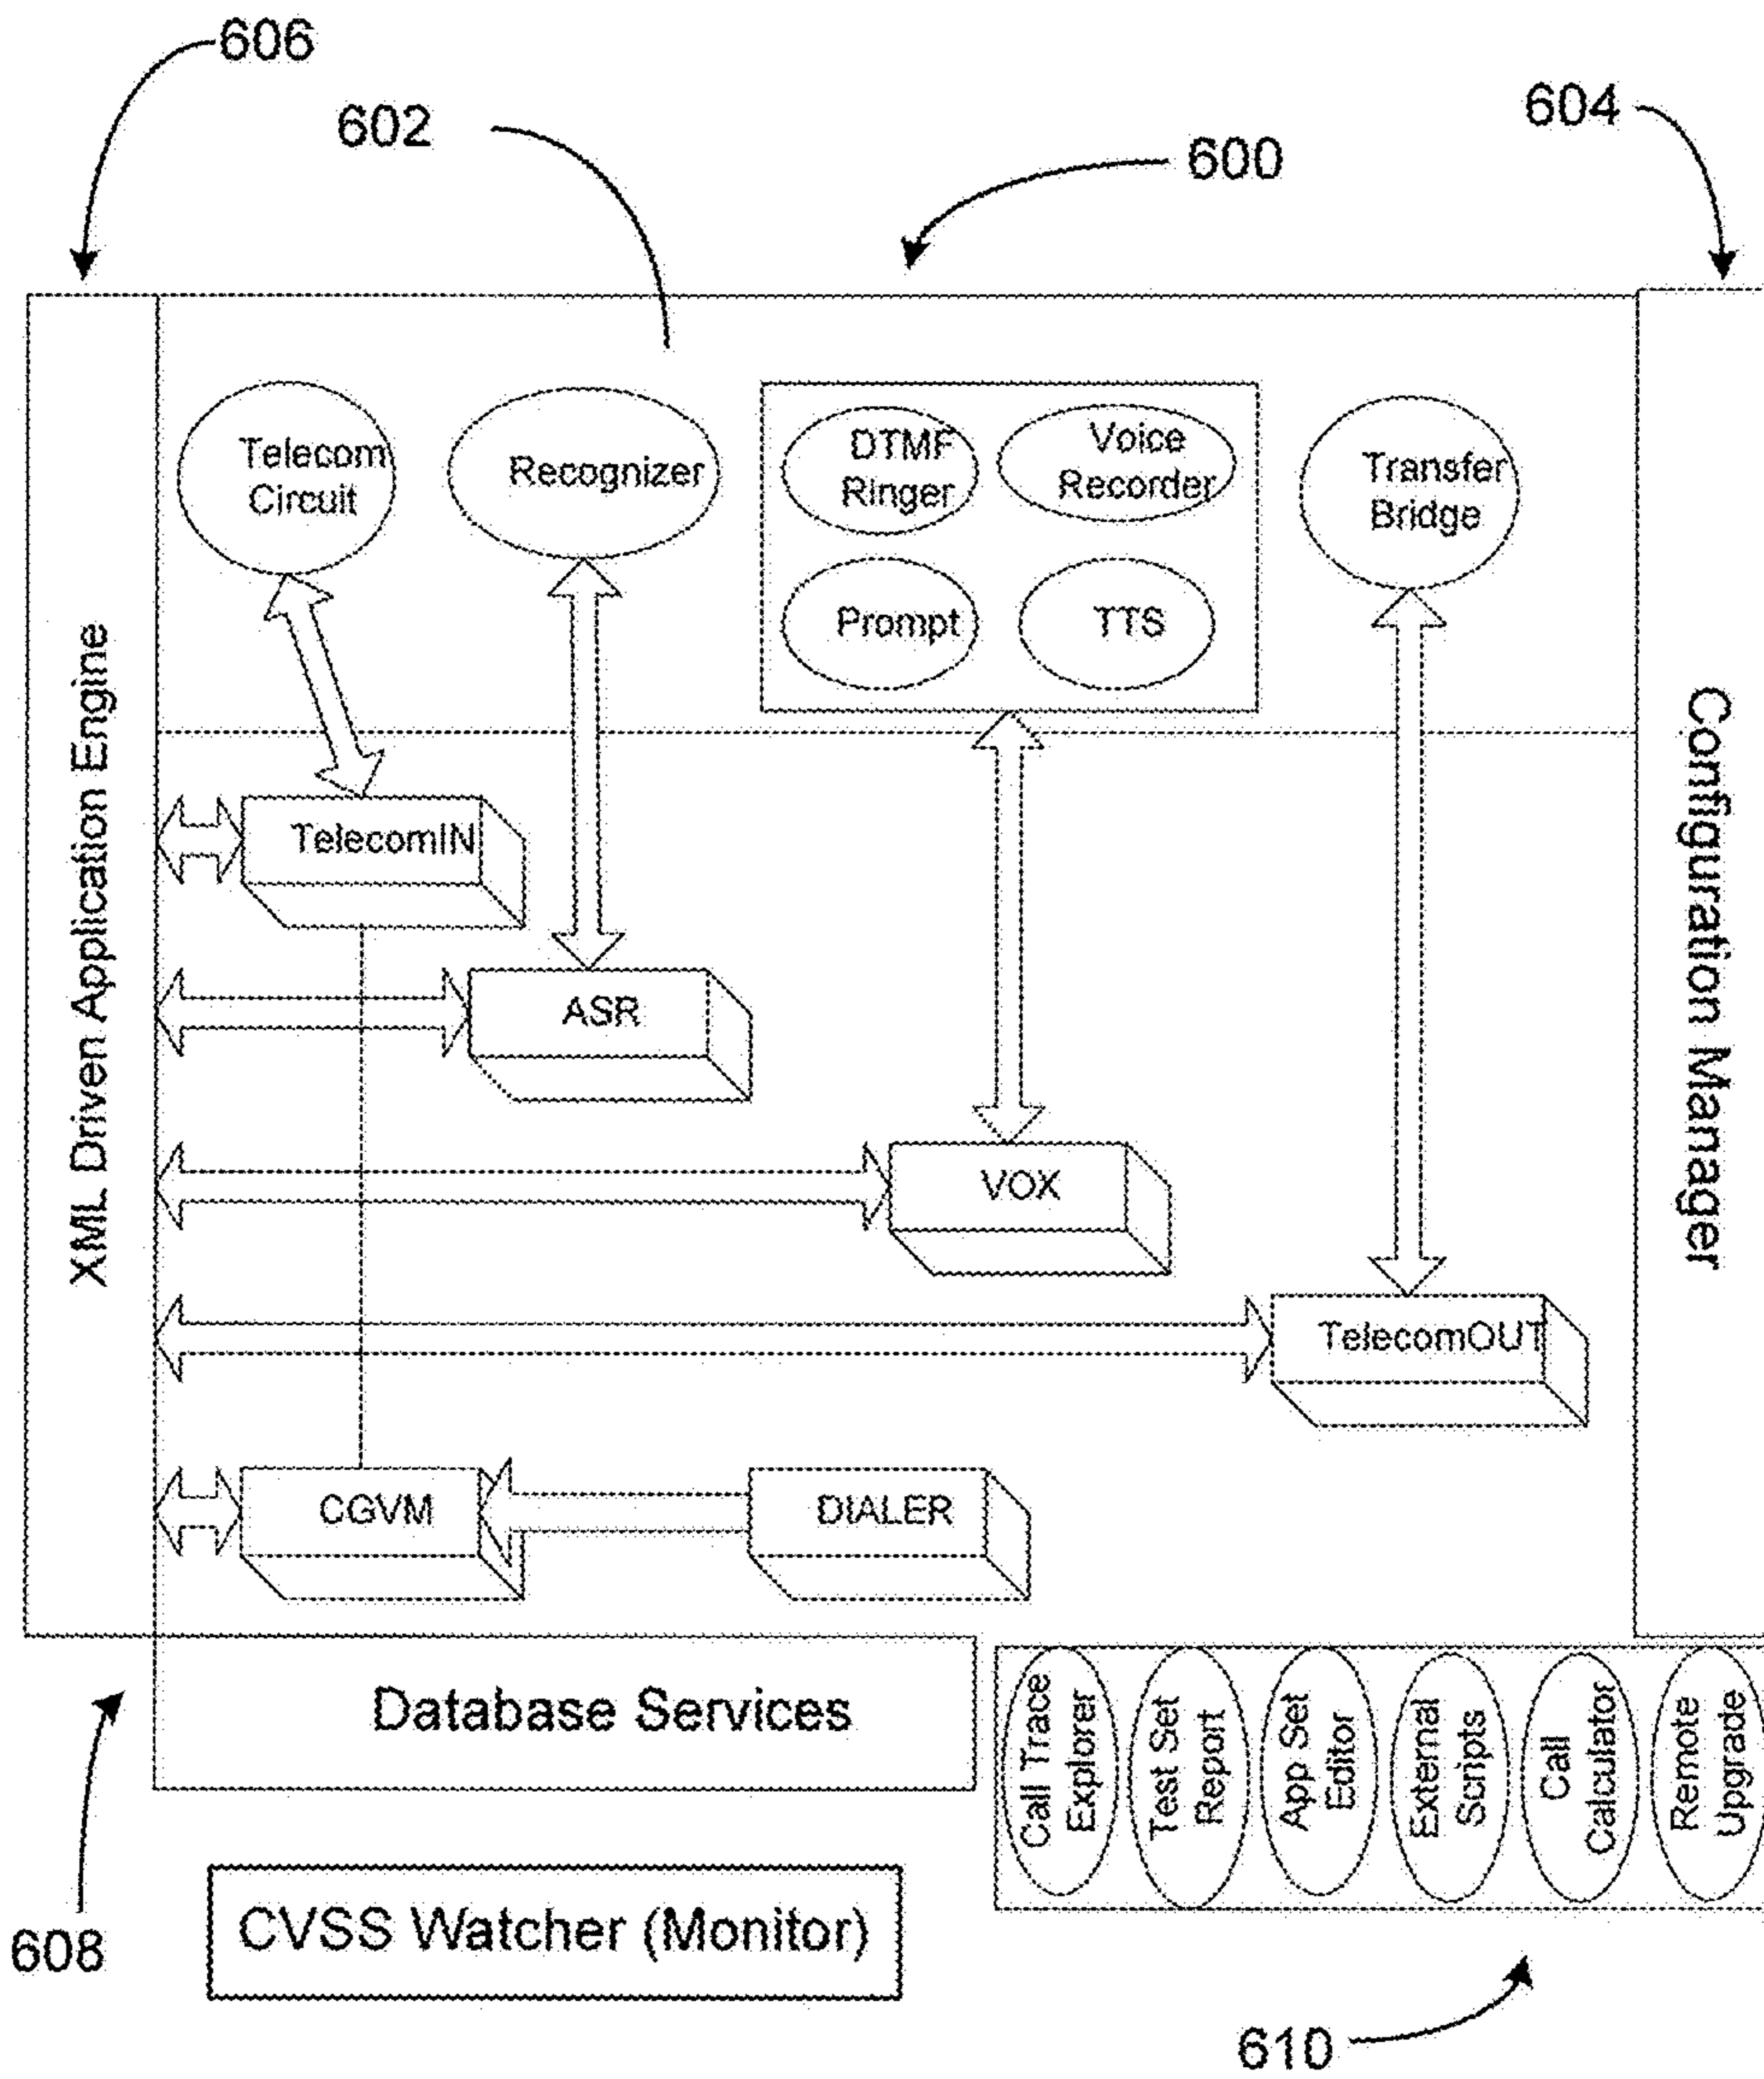 606
602
600
604
Telecom
Circuit
Recognizer
DTMF
Ringer
Voice
Recorder
Prompt
TTS
Transfer
Bridge
XML Driven Application Engine
Configuration Manager
TelecomIN
ASR
VOX
TelecomOUT
CGVM
DIALER
Database Services
Call Trace
Explorer
Test Set
Report
App Set
Editor
External
Scripts
Call
Calculator
Remote
Upgrade
608
CVSS Watcher (Monitor)
610